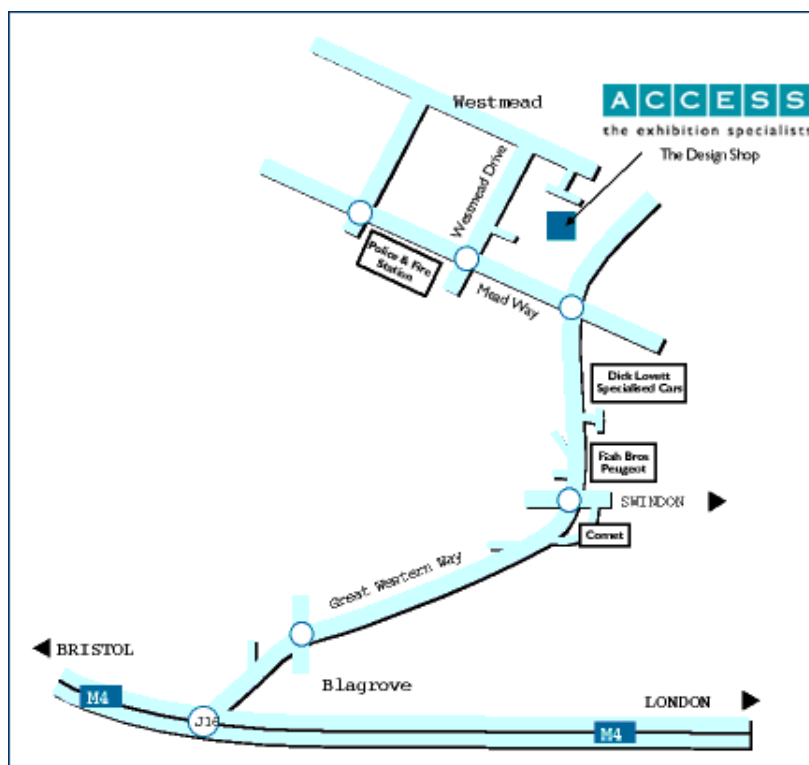 Westmead
ACCESS
the exhibition specialists
The Design Shop
Westmead Drive
Police & Fire
Station
Mead Way
Dick Lovett
Specialised Cars
Fish Bros
Peugeot
SWINDON
Comet
Great Western Way
BRISTOL
Blagrove
M4
J16
LONDON
M4